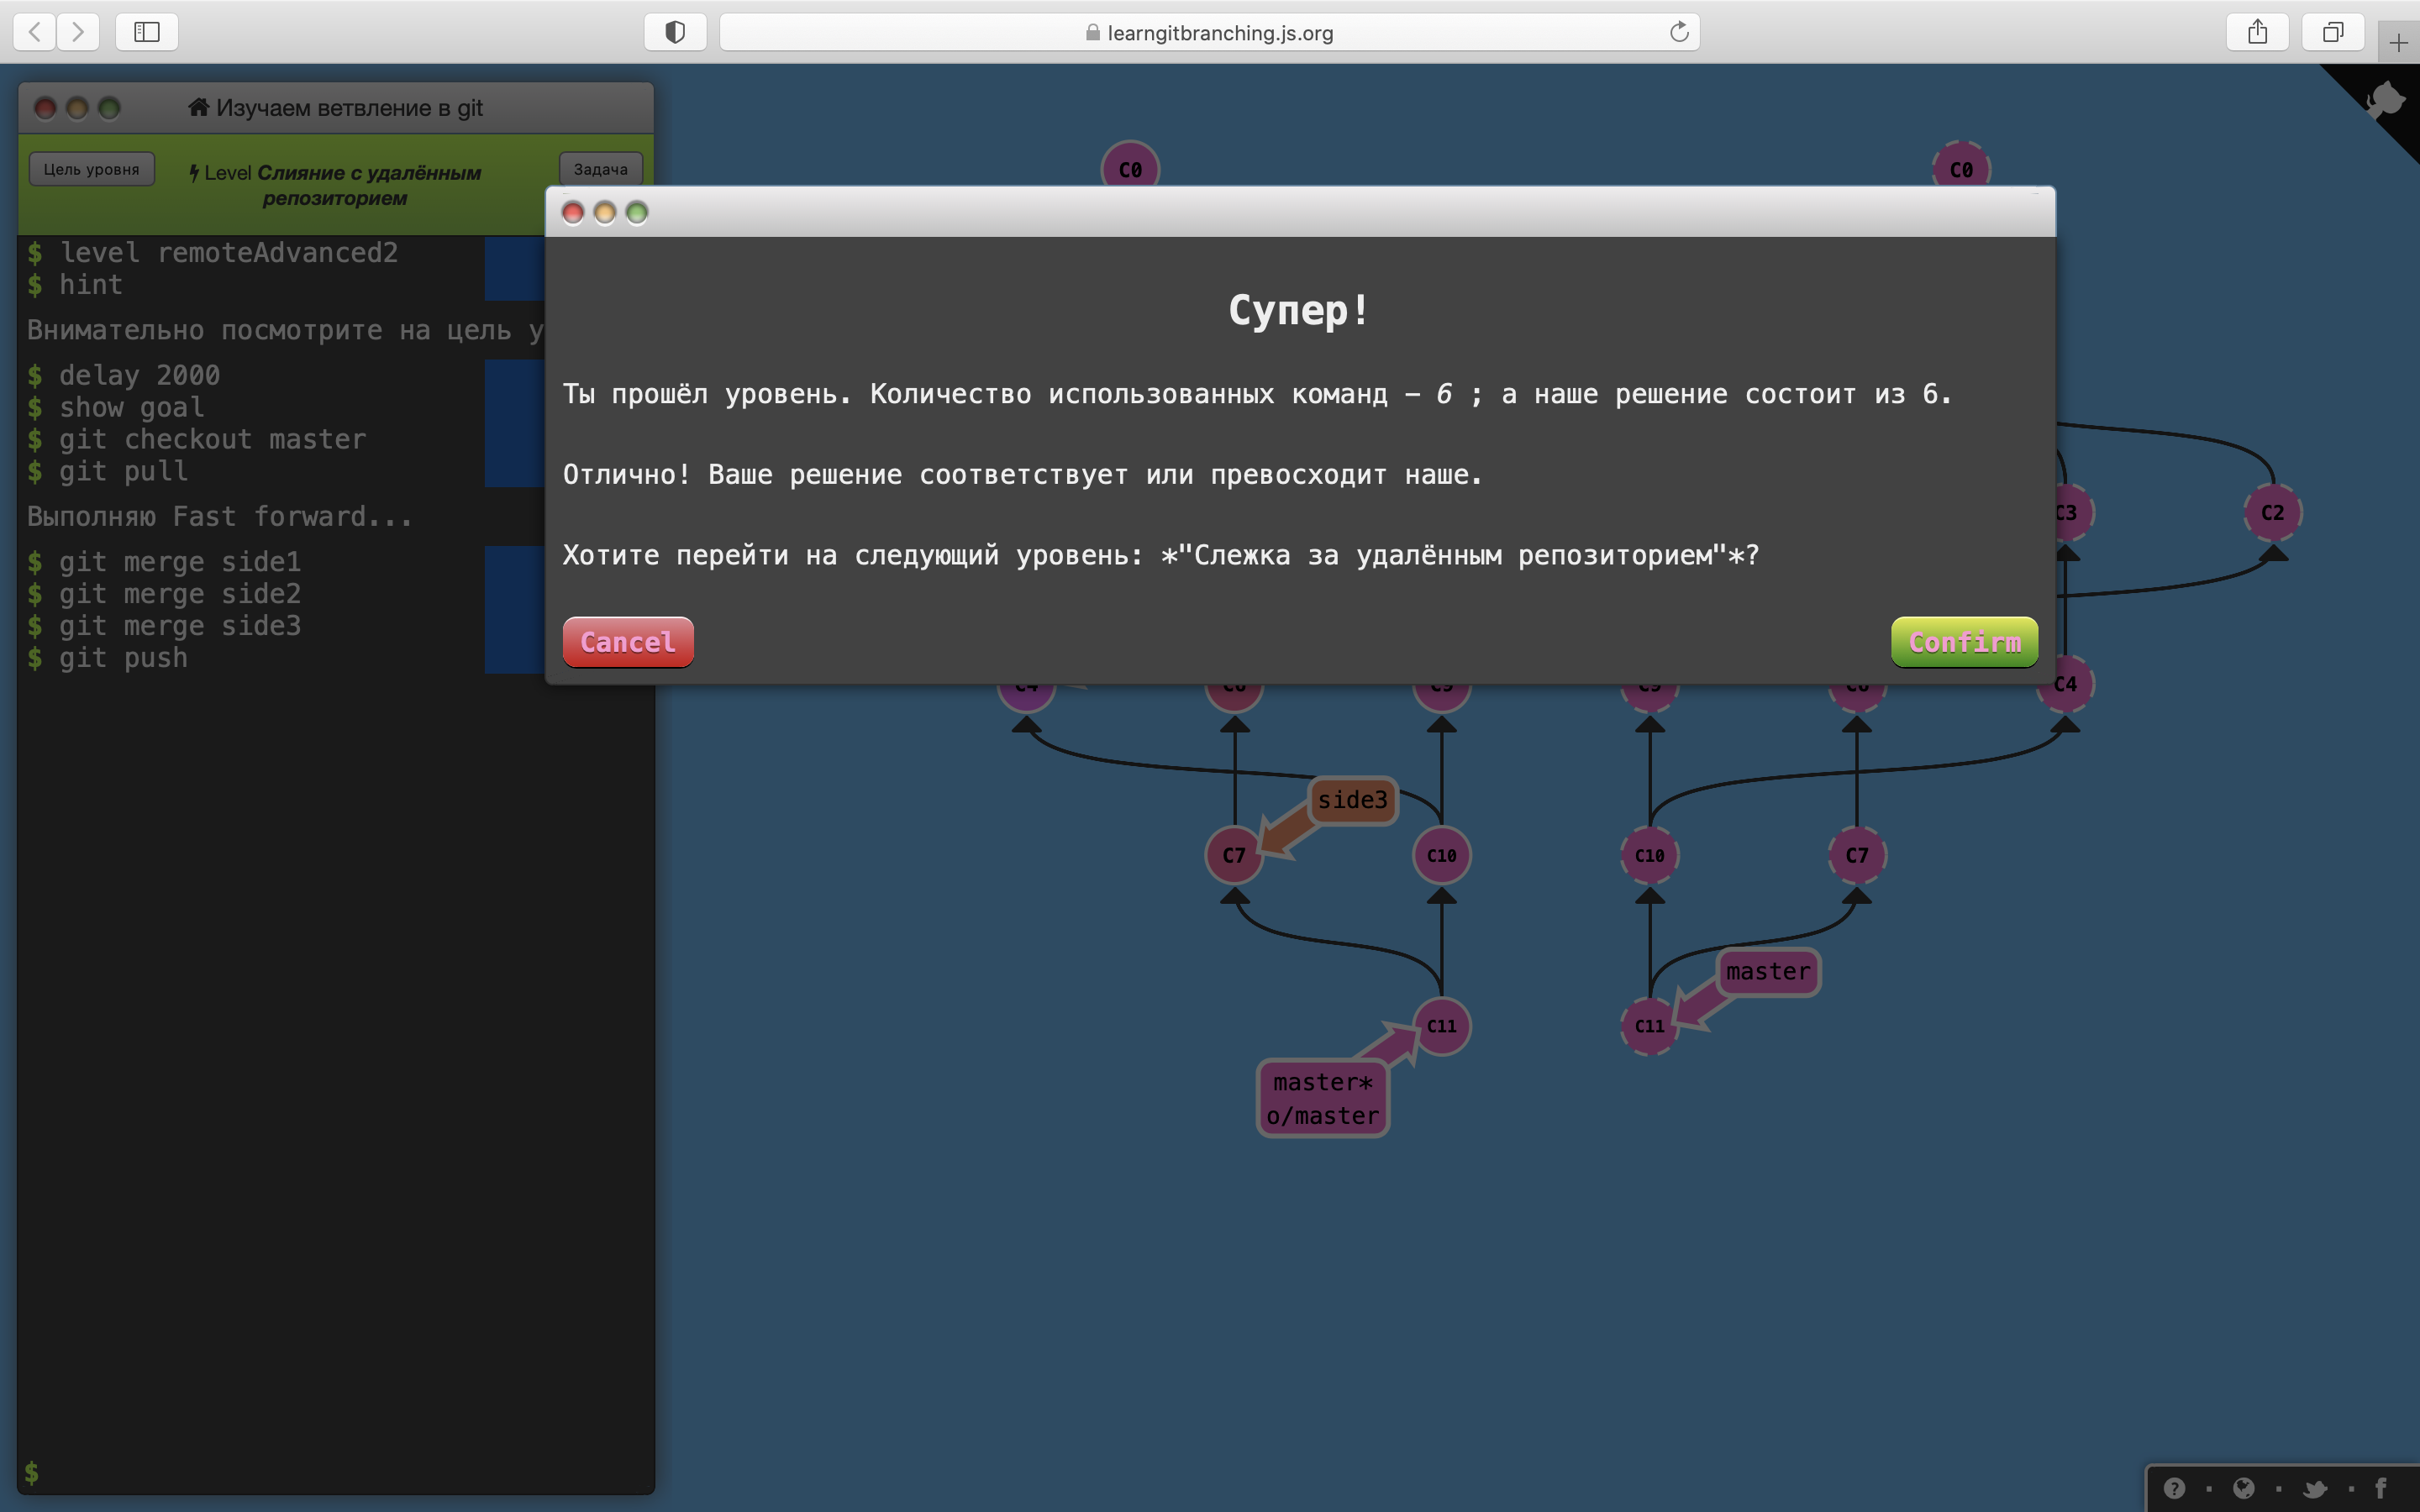 learngitbranching.js.org
Изучаем ветвление в git
Цель уровня
Level Слияние с удалённым
репозиторием
Задача
$ level remoteAdvanced2
$ hint
Внимательно посмотрите на цель у
$ delay 2000
$ show goal
$ git checkout master
$ git pull
Выполняю Fast forward...
$ git merge side1
$ git merge side2
$ git merge side3
$ git push
$
C0
C0
Супер!
Ты прошёл уровень. Количество использованных команд – 6 ; а наше решение состоит из 6.
Отлично! Ваше решение соответствует или превосходит наше.
Хотите перейти на следующий уровень: *"Слежка за удалённым репозиторием"*?
Cancel
Confirm
C3
C2
C4
C9
C9
C4
side3
C7
C10
C10
C7
master
C11
C11
master*
o/master